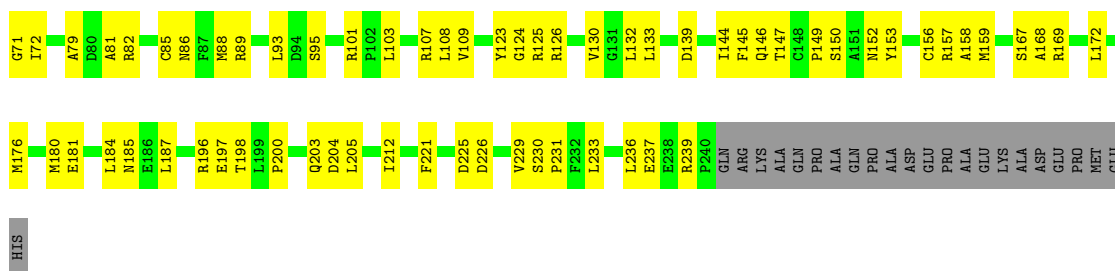 G71 I72 A79 D80 A81 R82 C85 N86 F87 M88 R89 L93 D94 S95 R101 P102 L103 R107 L108 V109 Y123 G124 R125 R126 V130 G131 L132 L133 D139 I144 F145 Q146 T147 C148 P149 S150 A151 N152 Y153 C156 R157 A158 M159 S167 A168 R169 L172
M176 M180 E181 L184 N185 E186 L187 R196 E197 T198 L199 P200 Q203 D204 L205 I212 F221 D225 D226 V229 S230 P231 F232 L233 L236 E237 E238 R239 P240 GLN ARG LYS ALA GLN PRO ALA GLN PRO ALA ASP GLU PRO ALA GLU LYS ALA ASP GLU PRO MET
HIS